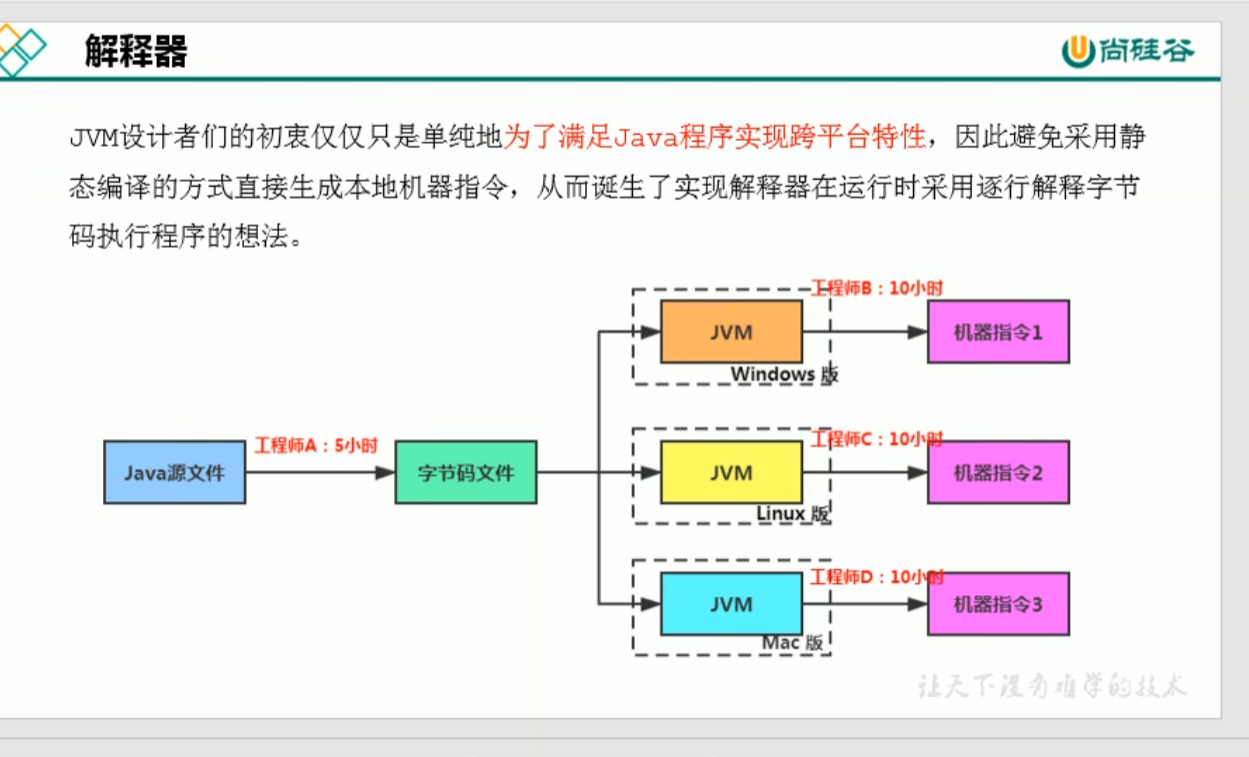 解释器
尚硅谷
JVM设计者们的初衷仅仅只是单纯地为了满足Java程序实现跨平台特性，因此避免采用静
态编译的方式直接生成本地机器指令，从而诞生了实现解释器在运行时采用逐行解释字节
码执行程序的想法。
工程师B：10小时
JVM
机器指令1
Windows 版
工程师A：5小时
工程师C：10小时
Java源文件
字节码文件
JVM
机器指令2
Linux 版
工程师D：10小时
JVM
机器指令3
Mac 版
让天下没有难学的技术